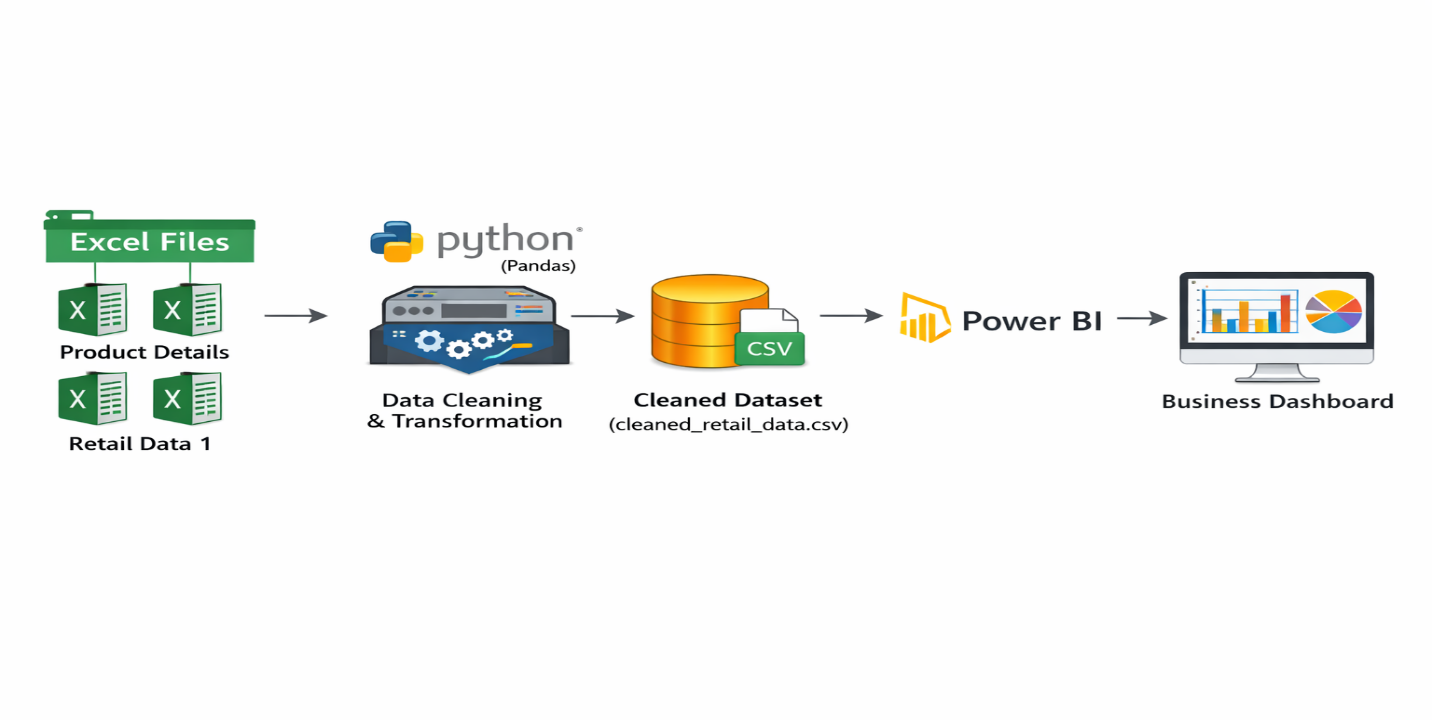 Excel Files
X
X
Product Details
X
X
Retail Data 1
python®
(Pandas)
Data Cleaning
& Transformation
CSV
Cleaned Dataset
(cleaned_retail_data.csv)
Power BI
Business Dashboard